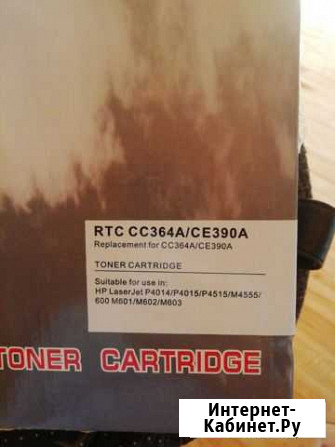 RTC CC364A/CE390A
Replacement for CC364A/CE390A
TONER CARTRIDGE
Suitable for use in:
HP LaserJet P4014/P4015/P4515/M4555/
600 M601/M602/M603
TONER CARTRIDGE
Интернет-
Кабинет.Ру